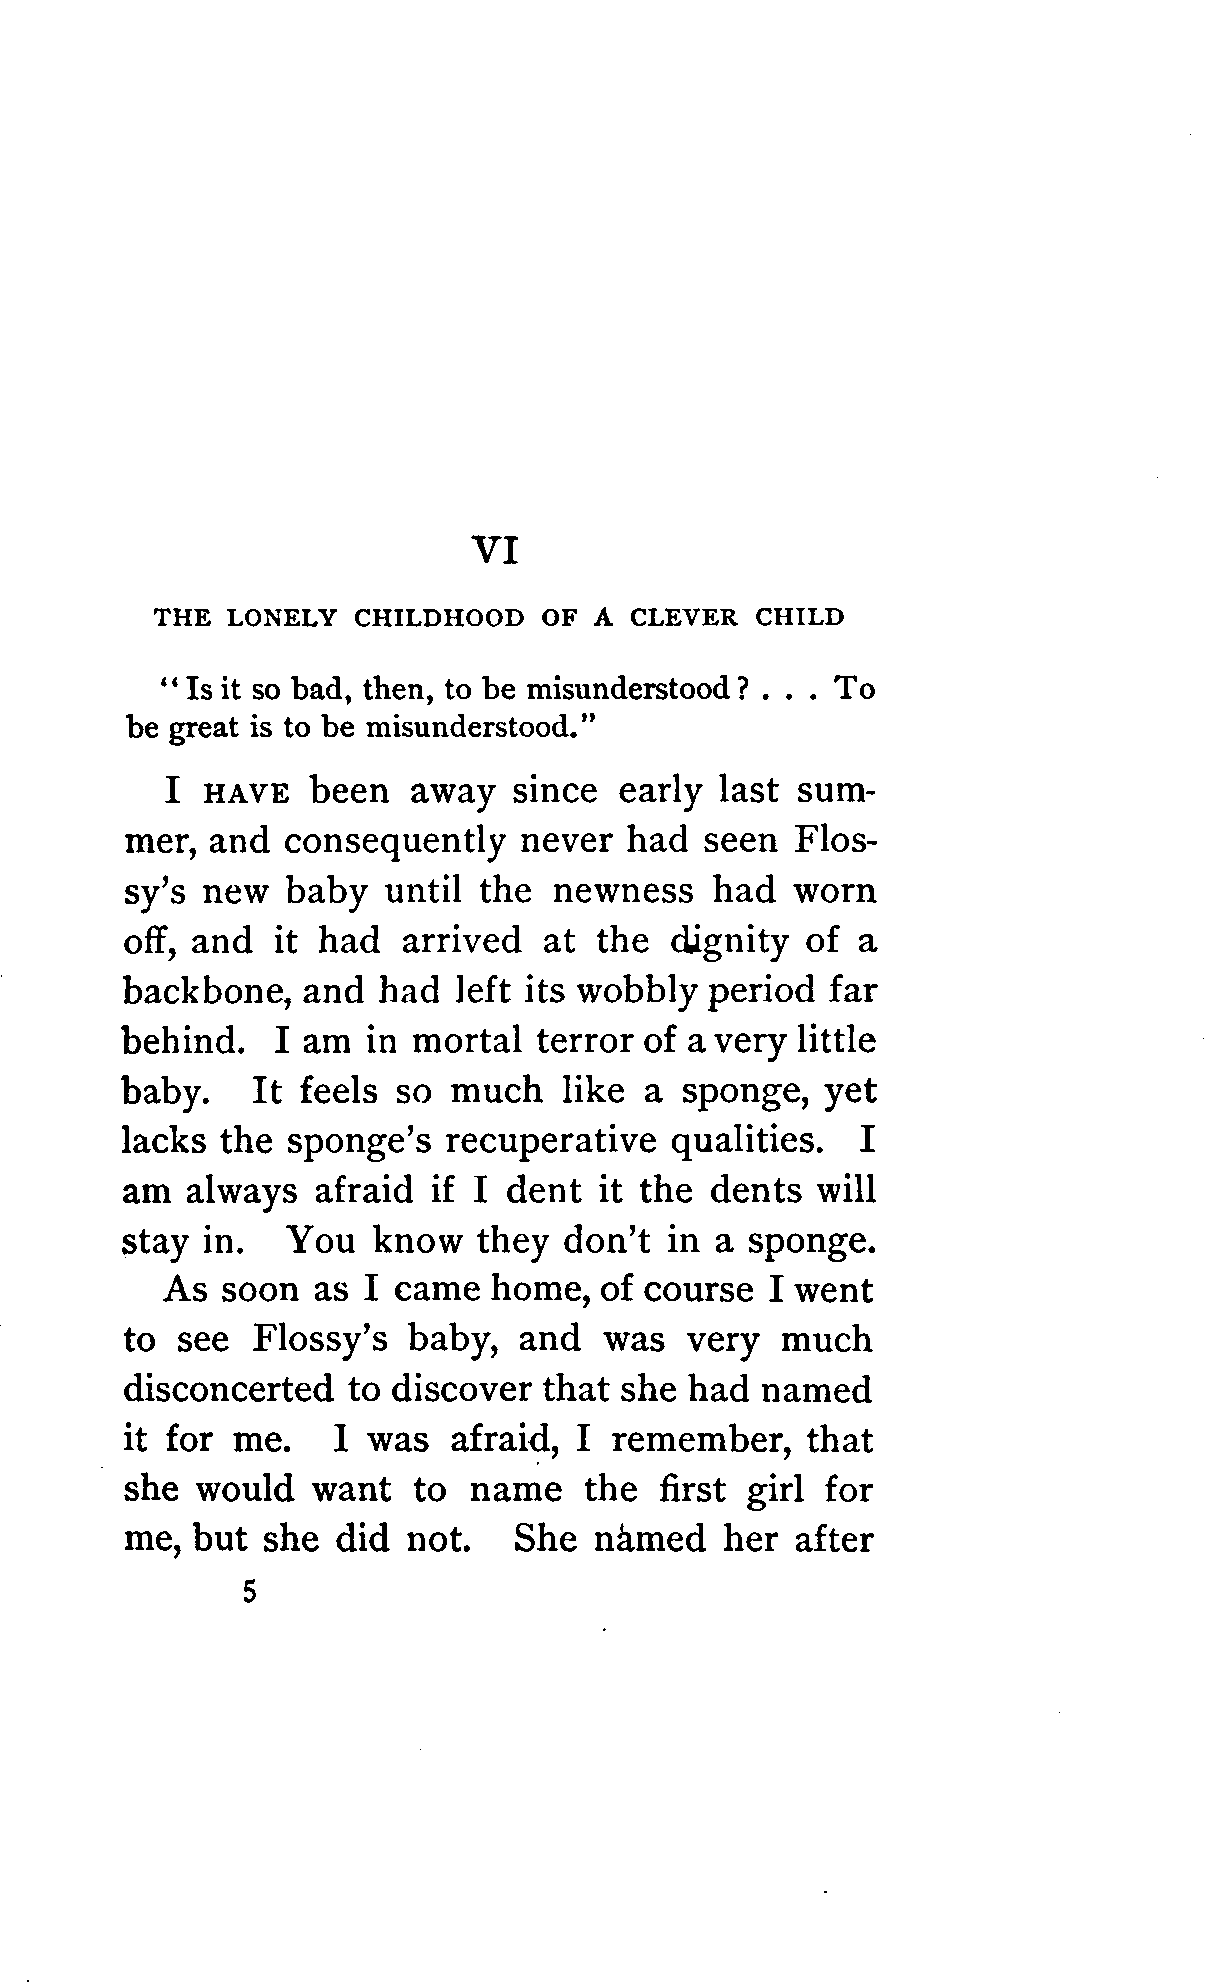 VI
THE LONELY CHILDHOOD OF A CLEVER CHILD
"Is it so bad, then, to be misunderstood? . . . To
be great is to be misunderstood."
I HAVE been away since early last sum-
mer, and consequently never had seen Flos-
sy's new baby until the newness had worn
off, and it had arrived at the dignity of a
backbone, and had left its wobbly period far
behind. I am in mortal terror of a very little
baby. It feels so much like a sponge, yet
lacks the sponge's recuperative qualities. I
am always afraid if I dent it the dents will
stay in. You know they don't in a sponge.
As soon as I came home, of course I went
to see Flossy's baby, and was very much
disconcerted to discover that she had named
it for me. I was afraid, I remember, that
she would want to name the first girl for
me, but she did not. She named her after
5